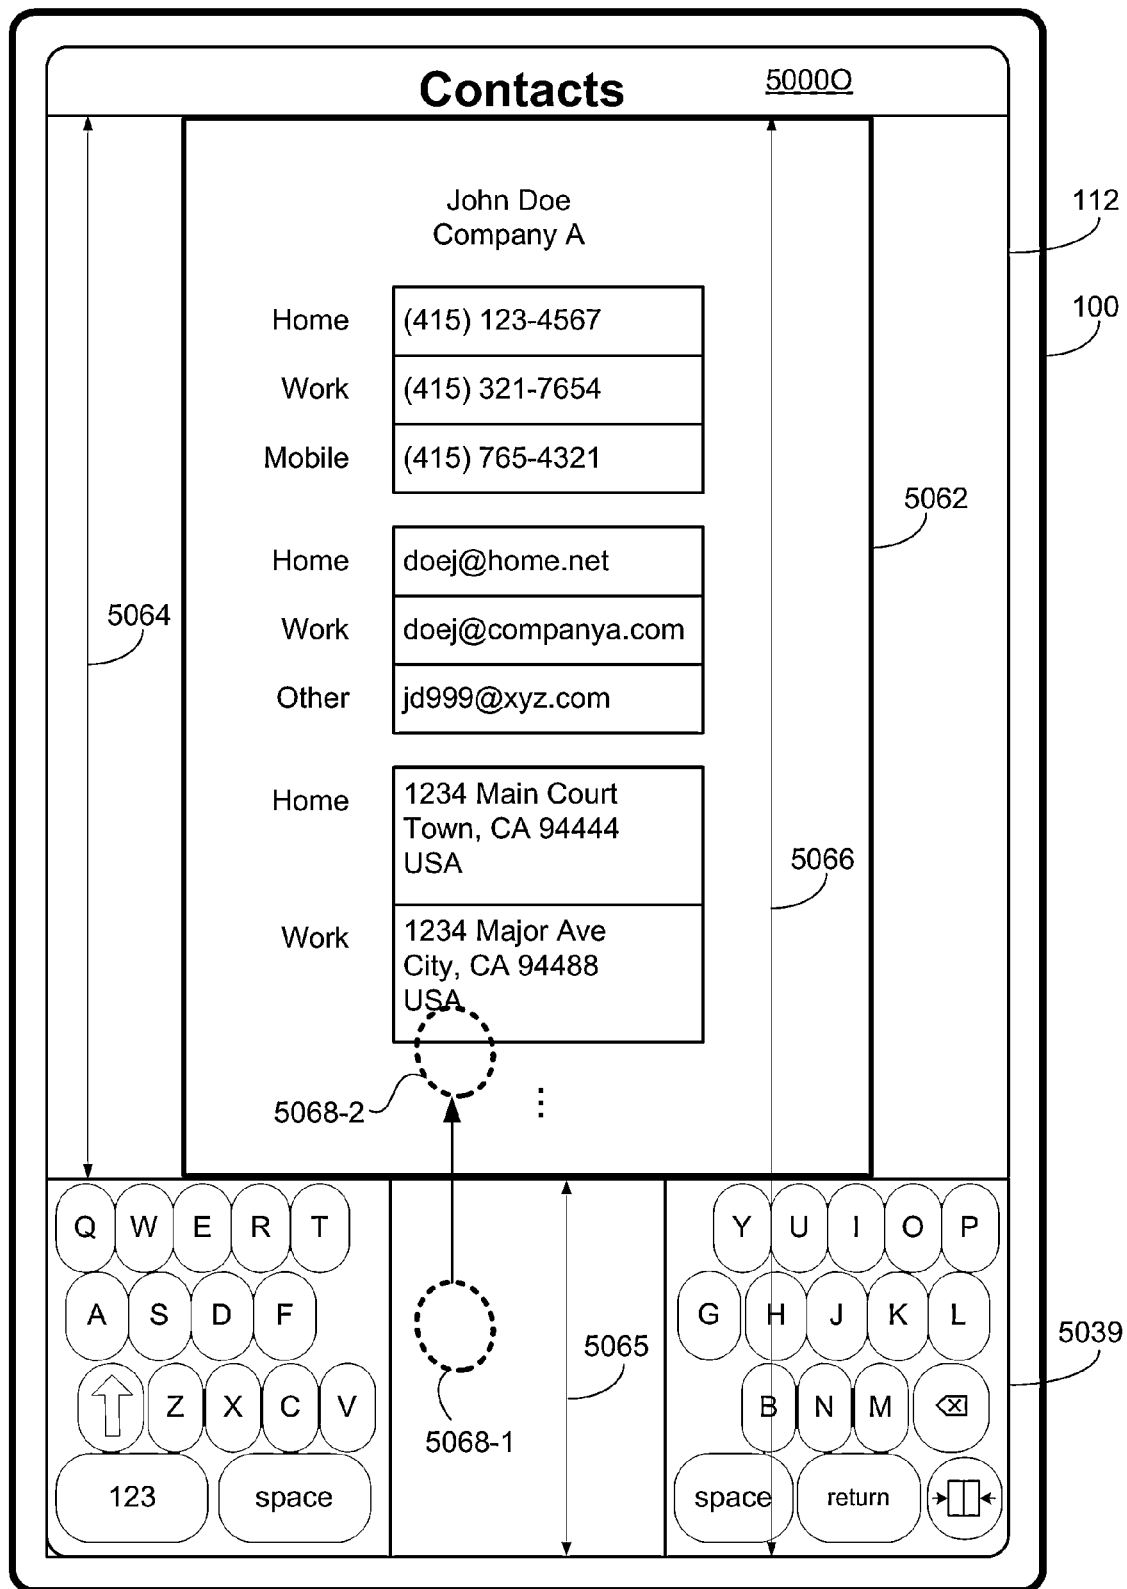 Contacts 5000O
John Doe
Company A
112
100
Home (415) 123-4567
Work (415) 321-7654
Mobile (415) 765-4321
5062
Home doej@home.net
5064
Work doej@companya.com
Other jd999@xyz.com
Home 1234 Main Court
Town, CA 94444
USA
5066
Work 1234 Major Ave
City, CA 94488
USA
5068-2
⋮
Q W E R T Y U I O P
A S D F G H J K L
5065
5039
Z X C V B N M
5068-1
123 space space return